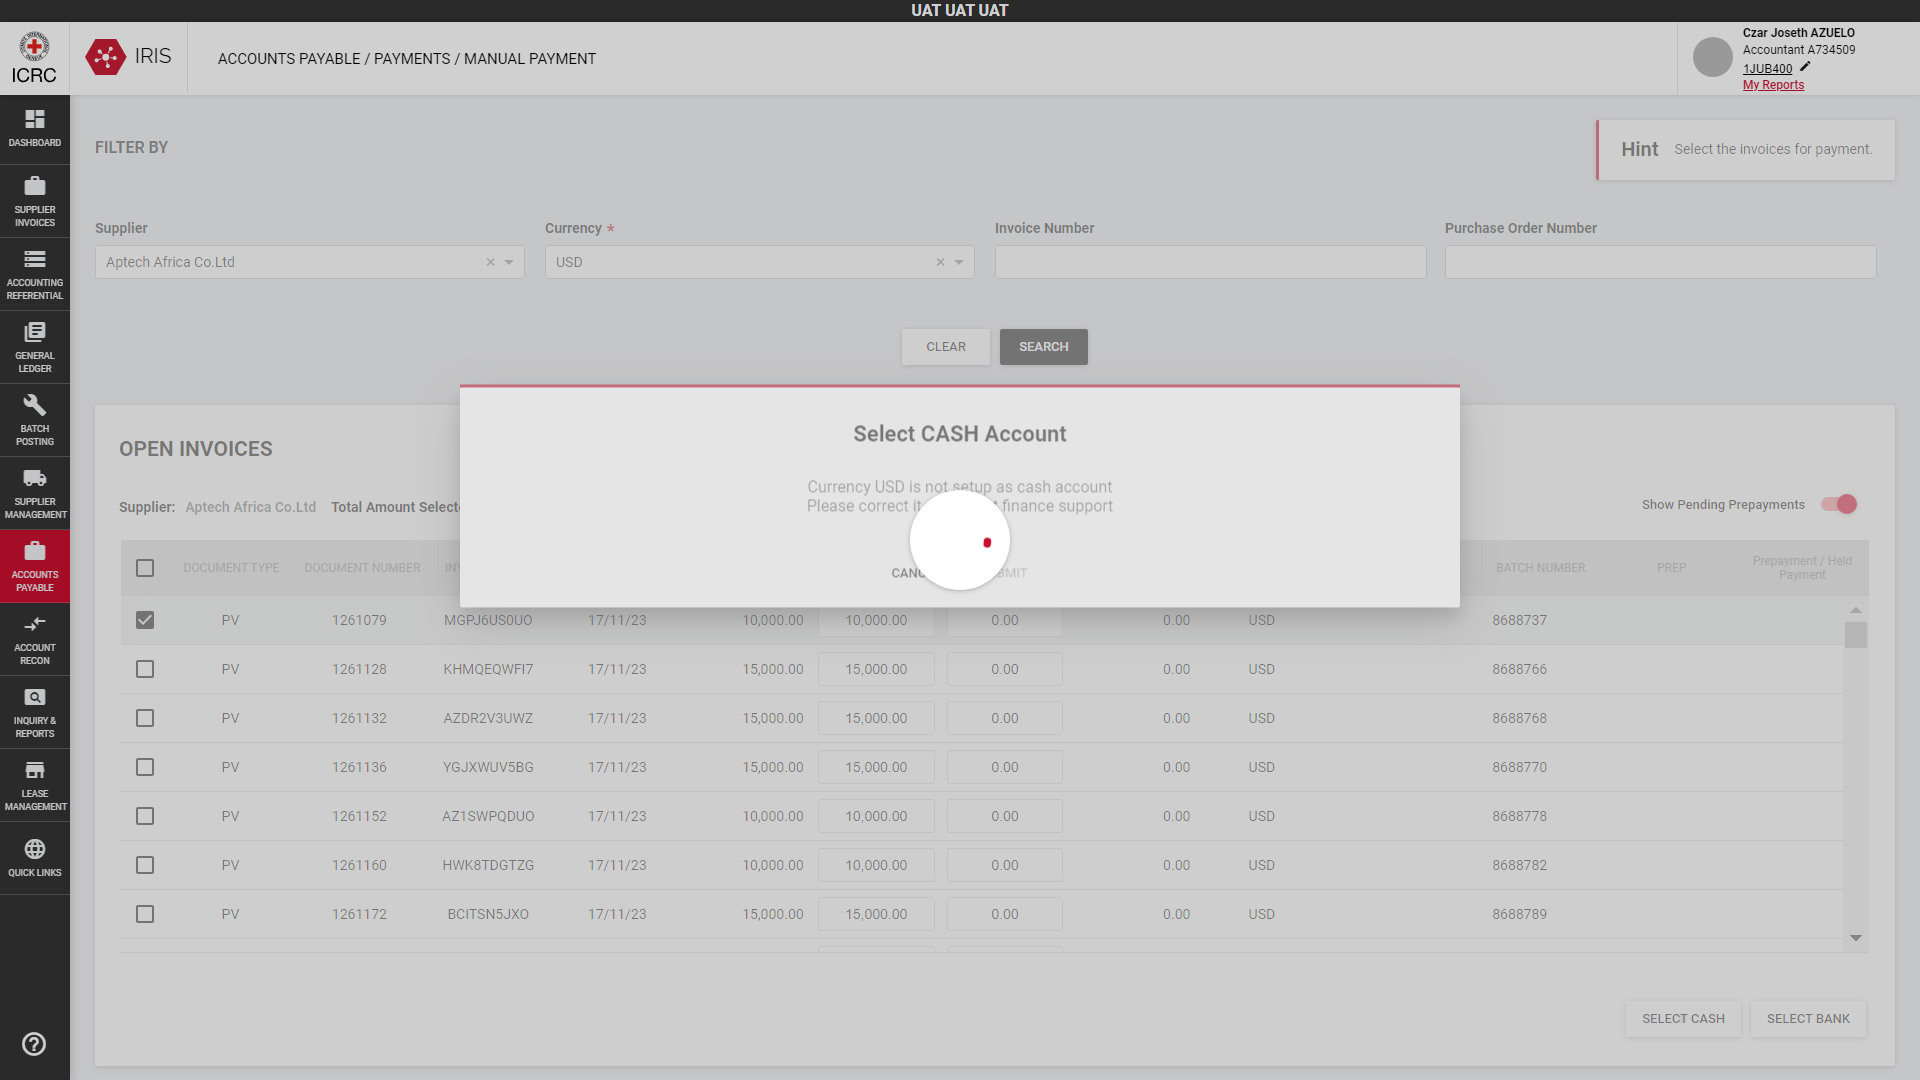 UAT UAT UAT
ICRC
IRIS
ACCOUNTS PAYABLE / PAYMENTS / MANUAL PAYMENT
Czar Joseth AZUELO
Accountant A734509
1JUB400
My Reports
DASHBOARD
SUPPLIER
INVOICES
ACCOUNTING
REFERENTIAL
GENERAL
LEDGER
BATCH
POSTING
SUPPLIER
MANAGEMENT
ACCOUNTS
PAYABLE
ACCOUNT
RECON
INQUIRY &
REPORTS
LEASE
MANAGEMENT
QUICK LINKS
FILTER BY
Hint Select the invoices for payment.
Supplier Currency * Invoice Number Purchase Order Number
Aptech Africa Co.Ltd USD
CLEAR SEARCH
Select CASH Account
Currency USD is not setup as cash account
Please correct it finance support
OPEN INVOICES
Supplier: Aptech Africa Co.Ltd Total Amount
Show Pending Prepayments
DOCUMENT TYPE DOCUMENT NUMBER BATCH NUMBER PREP Prepayment / Held
Payment
PV 1261079 MGPJ6US0UO 17/11/23 10,000.00 10,000.00 0.00 0.00 USD 8688737
PV 1261128 KHMQEQWFI7 17/11/23 15,000.00 15,000.00 0.00 0.00 USD 8688766
PV 1261132 AZDR2V3UWZ 17/11/23 15,000.00 15,000.00 0.00 0.00 USD 8688768
PV 1261136 YGJXWUV5BG 17/11/23 15,000.00 15,000.00 0.00 0.00 USD 8688770
PV 1261152 AZ1SWPQDUO 17/11/23 10,000.00 10,000.00 0.00 0.00 USD 8688778
PV 1261160 HWK8TDGTZG 17/11/23 10,000.00 10,000.00 0.00 0.00 USD 8688782
PV 1261172 BCITSN5JXO 17/11/23 15,000.00 15,000.00 0.00 0.00 USD 8688789
SELECT CASH SELECT BANK